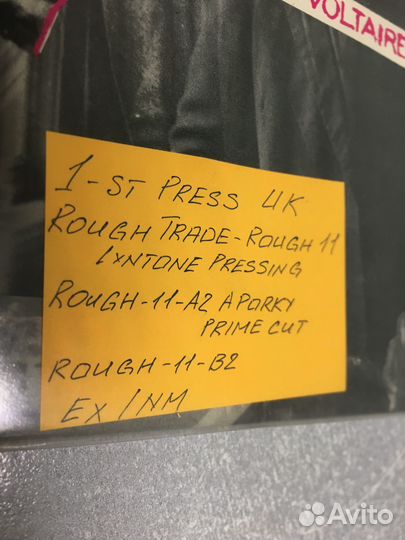 VOLTAIRE
1-ST PRESS UK
ROUGH TRADE-ROUGH 11
LYNTONE PRESSING
ROUGH-11-A2 A PORKY
PRIME CUT
ROUGH-11-B2
EX/NM
Avito